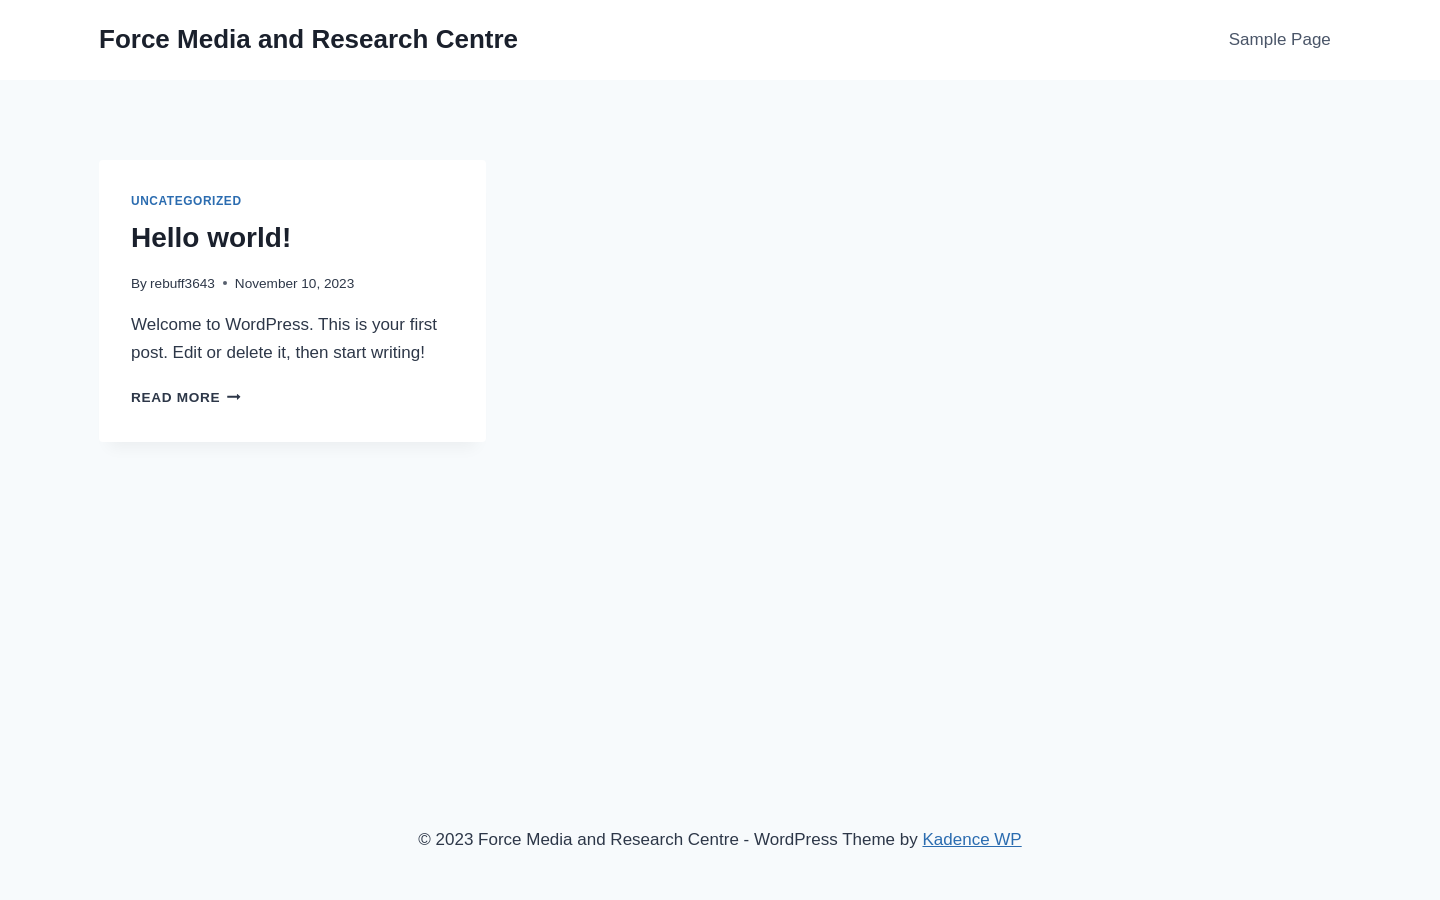 Force Media and Research Centre
Sample Page
UNCATEGORIZED
Hello world!
By rebuff3643 • November 10, 2023
Welcome to WordPress. This is your first
post. Edit or delete it, then start writing!
READ MORE
© 2023 Force Media and Research Centre - WordPress Theme by Kadence WP